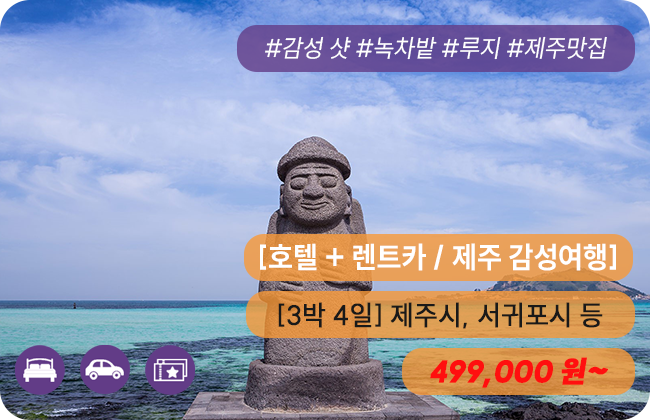 #감성 샷 #녹차밭 #루지 #제주맛집
[호텔 + 렌트카 / 제주 감성여행]
[3박 4일] 제주시, 서귀포시 등
499,000 원~